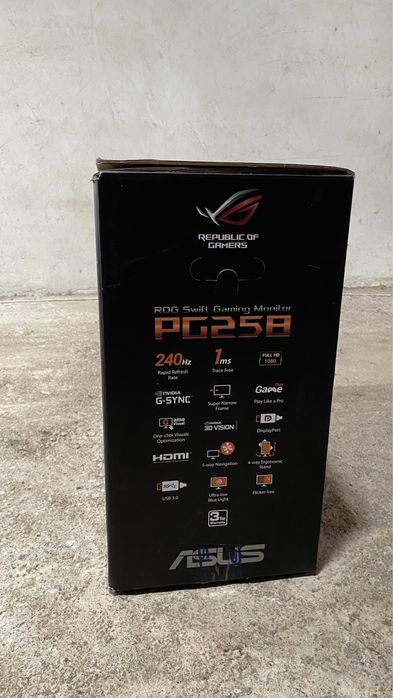 REPUBLIC OF
GAMERS
ROG Swift Gaming Monitor
PG258
240Hz
Rapid Refresh
Rate
1ms
Trace Free
FULL HD
1080
NVIDIA
G-SYNC
Super Narrow
Frame
GamePlus
Play Like a Pro
Game
Visual
One-click Visuals
Optimization
NVIDIA
3D VISION
DisplayPort
HDMI
5-way Navigation
4-way Ergonomic
Stand
USB 3.0
Ultra-low
Blue Light
Flicker-free
3 Yr
Warranty
ASUS